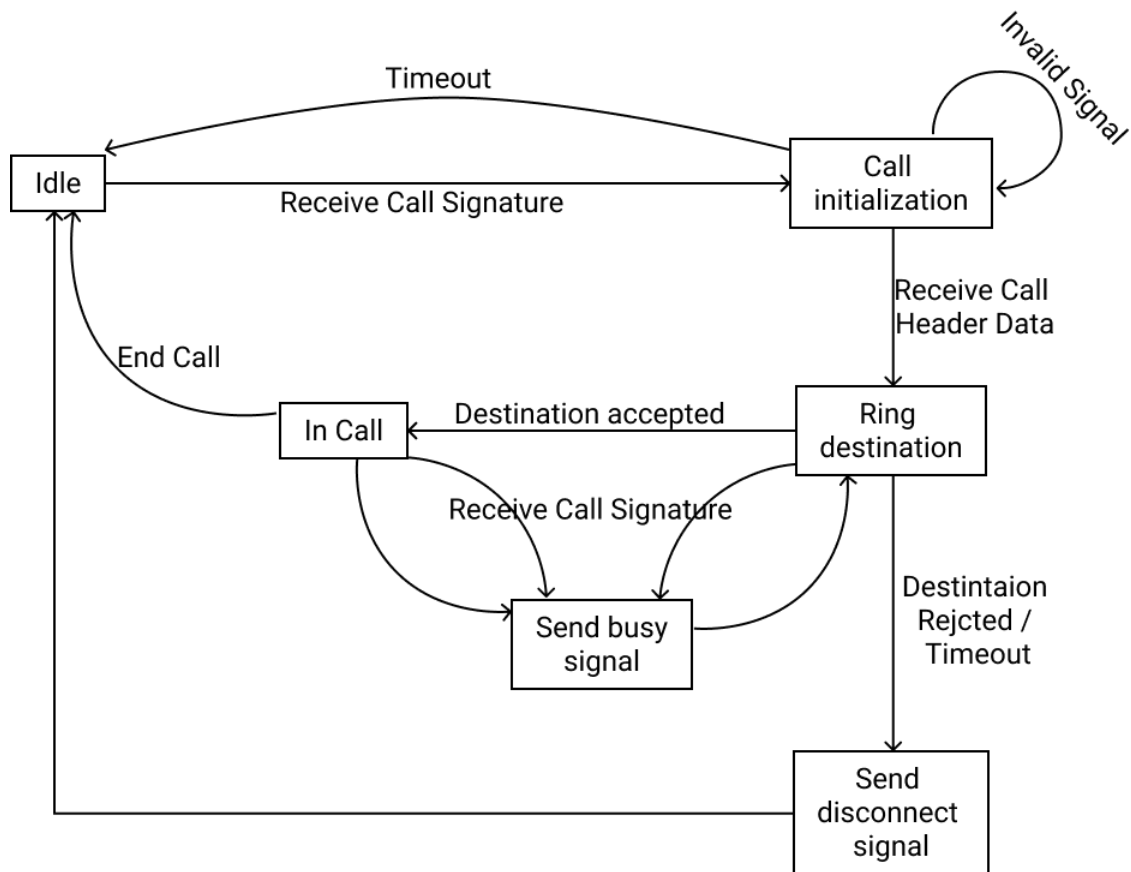 Invalid Signal
Timeout
Idle
Call
initialization
Receive Call Signature
Receive Call
Header Data
End Call
In Call
Destination accepted
Ring
destination
Receive Call Signature
Destintaion
Rejcted /
Timeout
Send busy
signal
Send
disconnect
signal